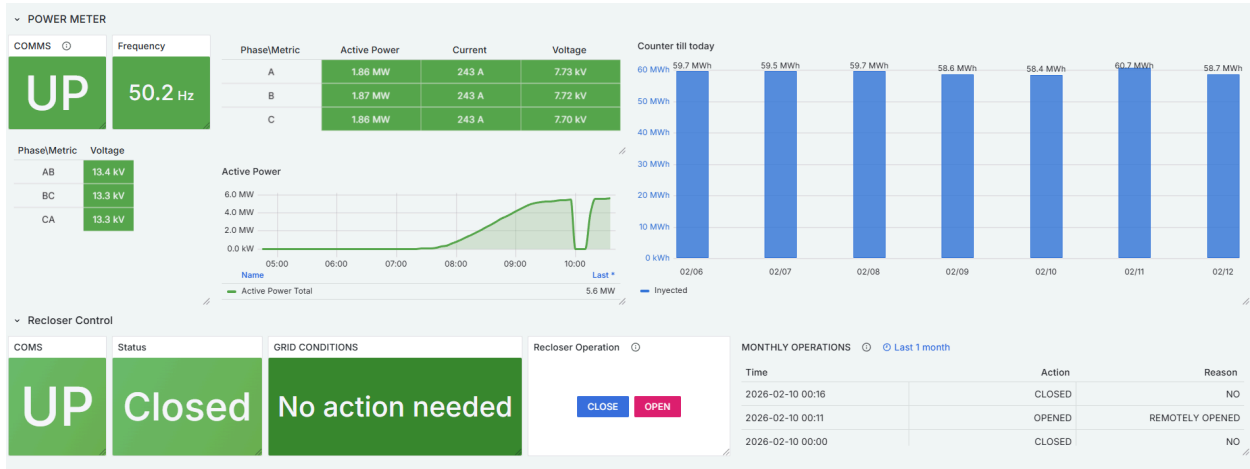 POWER METER
COMMS
UP
Frequency
50.2 Hz
Phase\Metric Active Power Current Voltage
A 1.86 MW 243 A 7.73 kV
B 1.87 MW 243 A 7.72 kV
C 1.86 MW 243 A 7.70 kV
Phase\Metric Voltage
AB 13.4 kV
BC 13.3 kV
CA 13.3 kV
Active Power
6.0 MW
4.0 MW
2.0 MW
0.0 kW
05:00 06:00 07:00 08:00 09:00 10:00
Name Last *
Active Power Total 5.6 MW
Counter till today
60 MWh
50 MWh
40 MWh
30 MWh
20 MWh
10 MWh
0 kWh
59.7 MWh 59.5 MWh 59.7 MWh 58.6 MWh 58.4 MWh 60.7 MWh 58.7 MWh
02/06 02/07 02/08 02/09 02/10 02/11 02/12
Inyected
Recloser Control
COMS
UP
Status
Closed
GRID CONDITIONS
No action needed
Recloser Operation
CLOSE OPEN
MONTHLY OPERATIONS Last 1 month
Time Action Reason
2026-02-10 00:16 CLOSED NO
2026-02-10 00:11 OPENED REMOTELY OPENED
2026-02-10 00:00 CLOSED NO